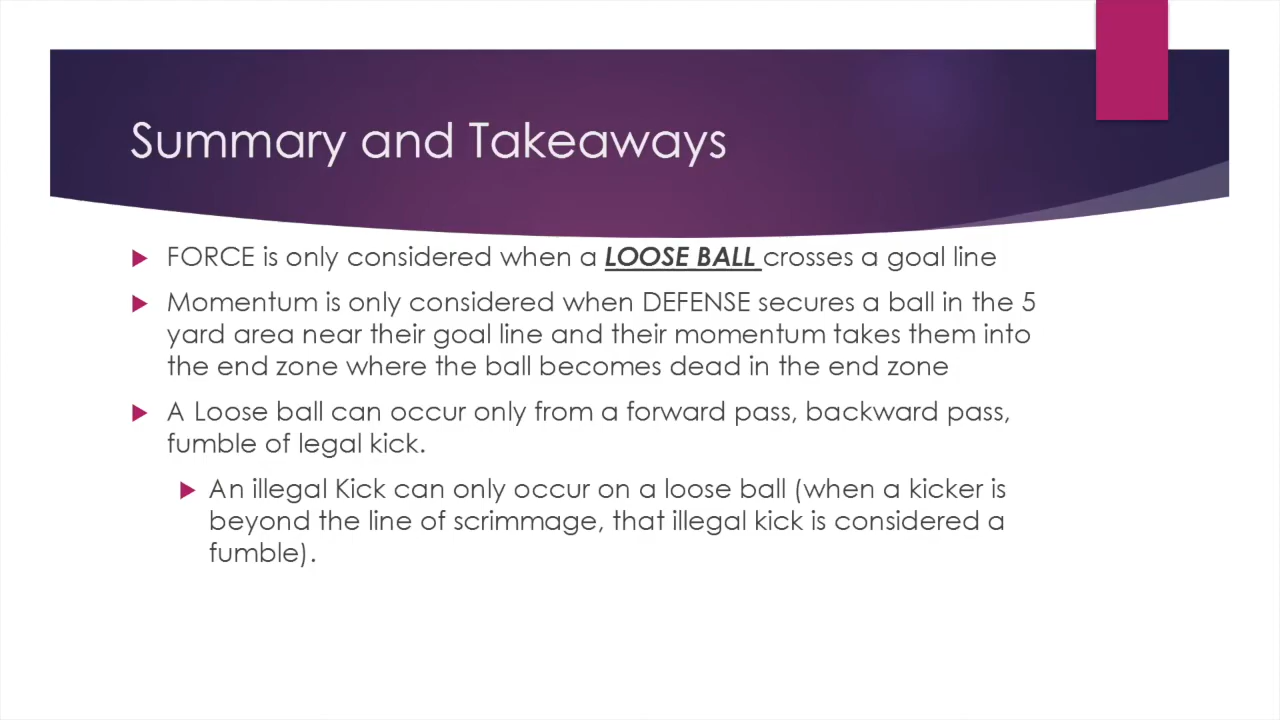 Summary and Takeaways
FORCE is only considered when a LOOSE BALL crosses a goal line
Momentum is only considered when DEFENSE secures a ball in the 5
yard area near their goal line and their momentum takes them into
the end zone where the ball becomes dead in the end zone
A Loose ball can occur only from a forward pass, backward pass,
fumble of legal kick.
An illegal Kick can only occur on a loose ball (when a kicker is
beyond the line of scrimmage, that illegal kick is considered a
fumble).